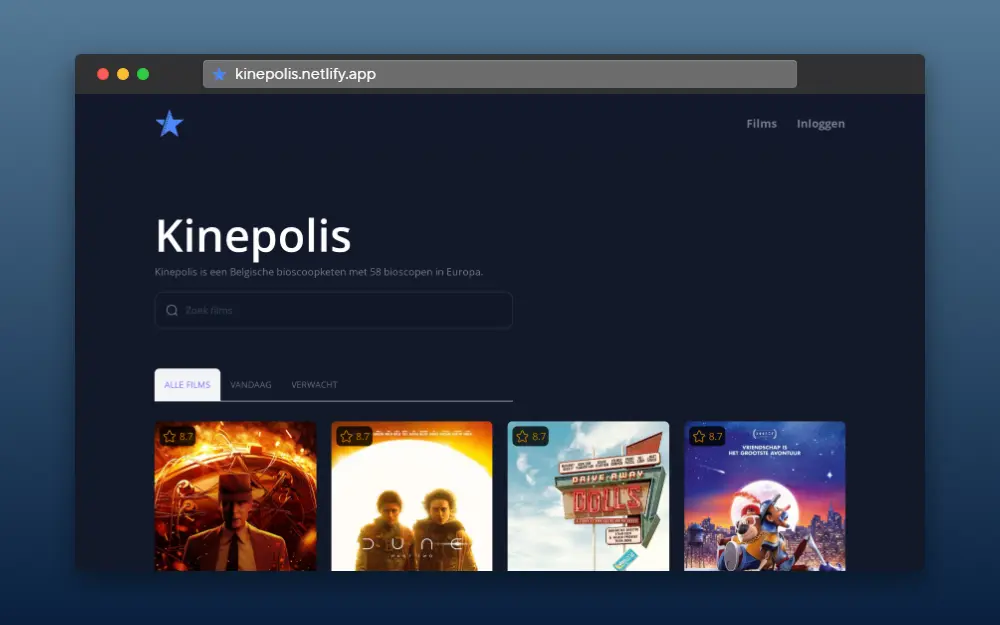 kinepolis.netlify.app
Films Inloggen
Kinepolis
Kinepolis is een Belgische bioscoopketen met 58 bioscopen in Europa.
Zoek films
ALLE FILMS VANDAAG VERWACHT
8.7 8.7 8.7 8.7
VRIENDSCHAP IS
HET GROOTSTE AVONTUUR
DRIVE-AWAY
DOLLS
DUNE
PART TWO